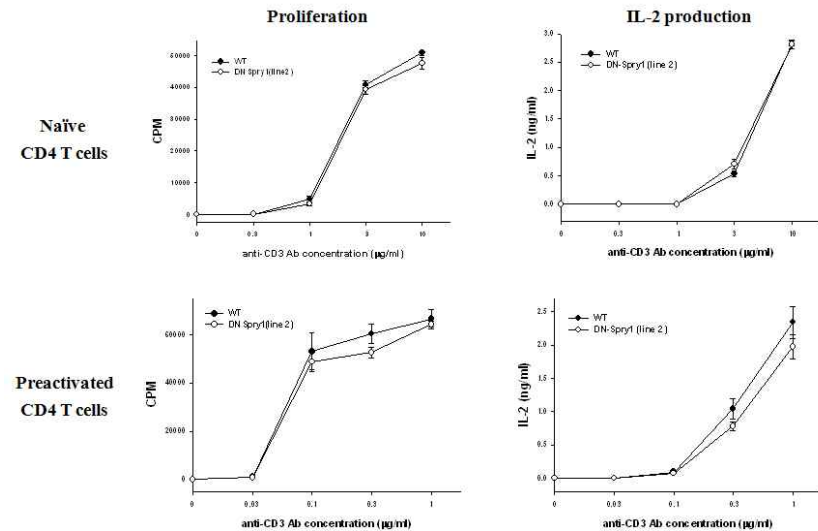 Proliferation
IL-2 production
Naïve
CD4 T cells
WT
DN Spry1(line2)
CPM
50000
40000
30000
20000
10000
0
0
0.3
1
3
10
anti-CD3 Ab concentration (μg/ml)
WT
DN-Spry1 (line 2)
IL-2 (ng/ml)
3.0
2.5
2.0
1.5
1.0
0.5
0.0
0
0.3
1
3
10
anti-CD3 Ab concentration (μg/ml)
Preactivated
CD4 T cells
WT
DN Spry1(line 2)
CPM
60000
40000
20000
0
0
0.03
0.1
0.3
1
anti-CD3 Ab concentration (μg/ml)
WT
DN-Spry1 (line 2)
IL-2 (ng/ml)
2.5
2.0
1.5
1.0
0.5
0.0
0
0.03
0.1
0.3
1
anti-CD3 Ab concentration (μg/ml)